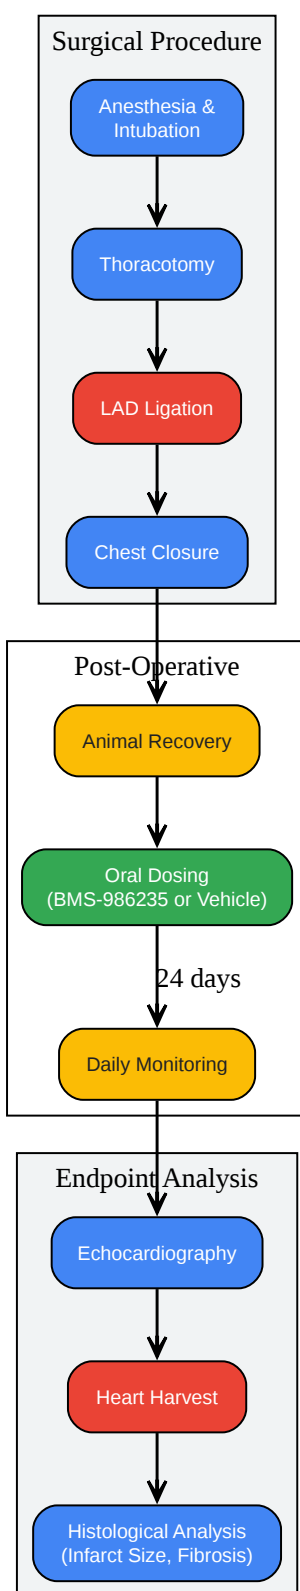 Surgical Procedure
Anesthesia &
Intubation
Thoracotomy
LAD Ligation
Chest Closure
Post-Operative
Animal Recovery
Oral Dosing
(BMS-986235 or Vehicle)
24 days
Daily Monitoring
Endpoint Analysis
Echocardiography
Heart Harvest
Histological Analysis
(Infarct Size, Fibrosis)